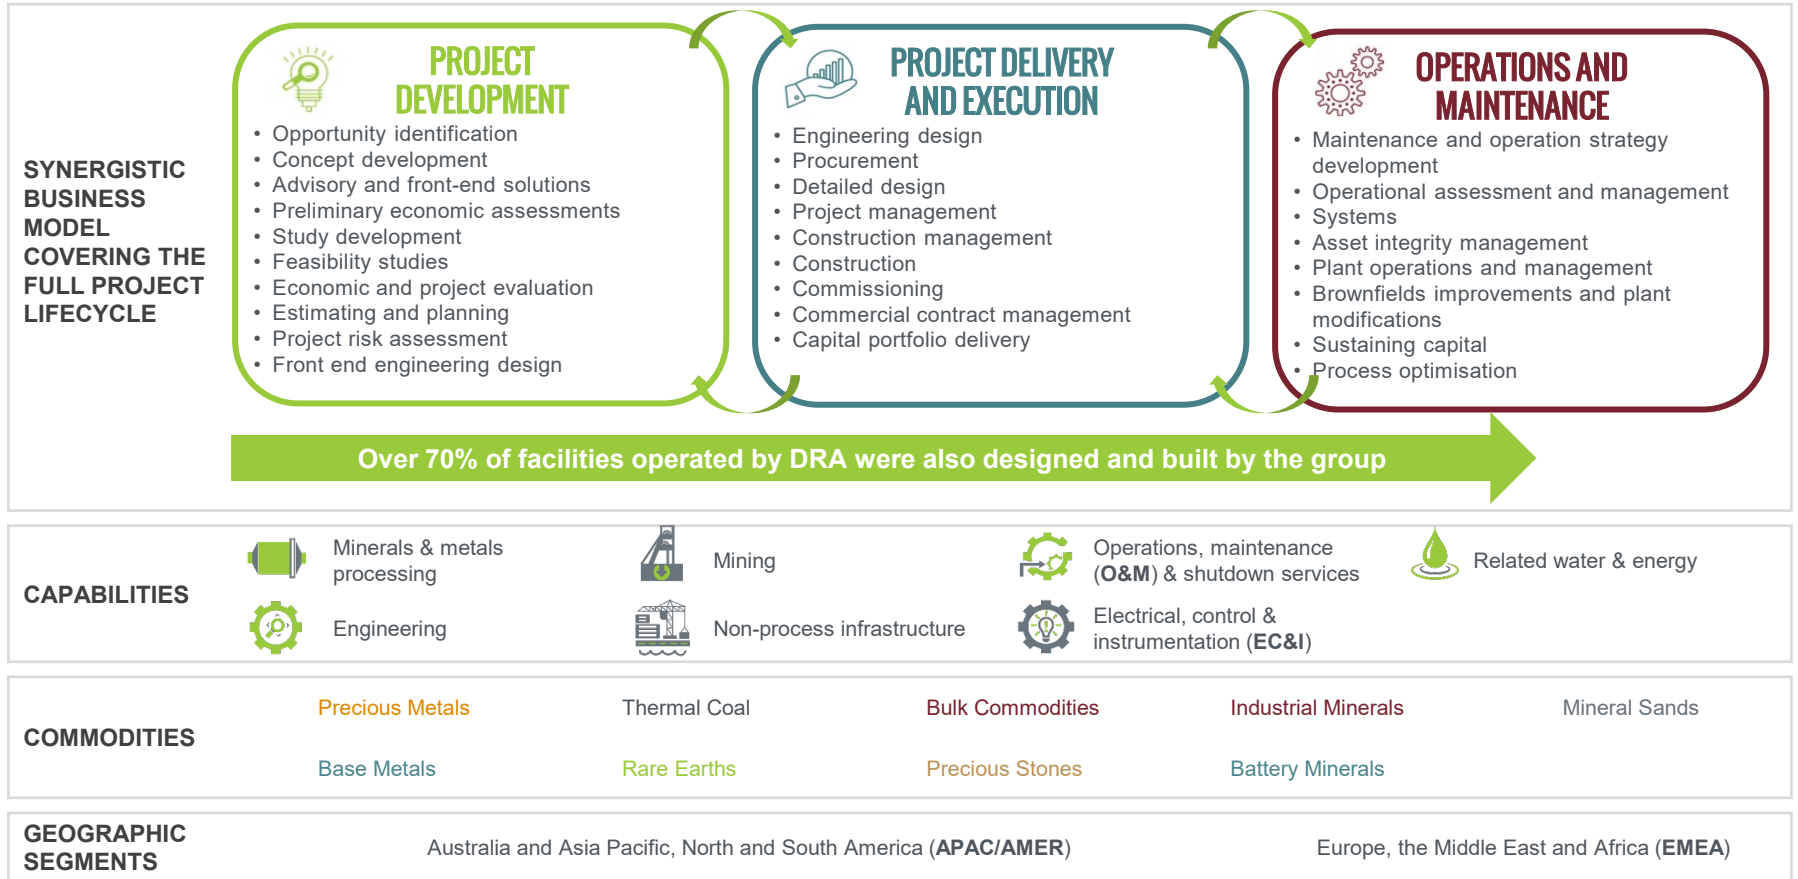 SYNERGISTIC
BUSINESS
MODEL
COVERING THE
FULL PROJECT
LIFECYCLE
PROJECT
DEVELOPMENT
• Opportunity identification
• Concept development
• Advisory and front-end solutions
• Preliminary economic assessments
• Study development
• Feasibility studies
• Economic and project evaluation
• Estimating and planning
• Project risk assessment
• Front end engineering design
PROJECT DELIVERY
AND EXECUTION
• Engineering design
• Procurement
• Detailed design
• Project management
• Construction management
• Construction
• Commissioning
• Commercial contract management
• Capital portfolio delivery
OPERATIONS AND
MAINTENANCE
• Maintenance and operation strategy
development
• Operational assessment and management
• Systems
• Asset integrity management
• Plant operations and management
• Brownfields improvements and plant
modifications
• Sustaining capital
• Process optimisation
Over 70% of facilities operated by DRA were also designed and built by the group
CAPABILITIES
Minerals & metals
processing
Mining
Operations, maintenance
(O&M) & shutdown services
Related water & energy
Engineering
Non-process infrastructure
Electrical, control &
instrumentation (EC&I)
COMMODITIES
Precious Metals
Thermal Coal
Bulk Commodities
Industrial Minerals
Mineral Sands
Base Metals
Rare Earths
Precious Stones
Battery Minerals
GEOGRAPHIC
SEGMENTS
Australia and Asia Pacific, North and South America (APAC/AMER)
Europe, the Middle East and Africa (EMEA)